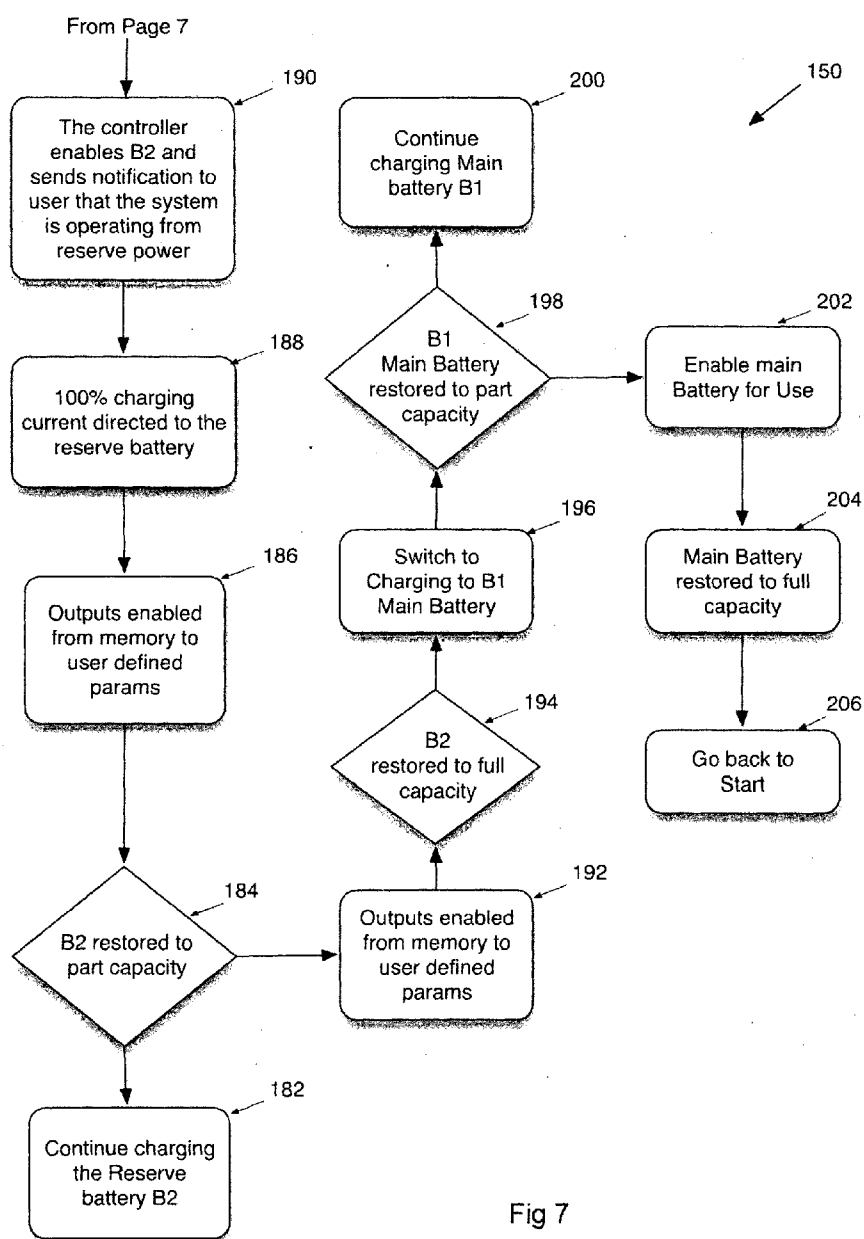 From Page 7
190
The controller
enables B2 and
sends notification to
user that the system
is operating from
reserve power
188
100% charging
current directed to the
reserve battery
186
Outputs enabled
from memory to
user defined
params
184
B2 restored to
part capacity
182
Continue charging
the Reserve
battery B2
200
Continue
charging Main
battery B1
198
B1
Main Battery
restored to part
capacity
196
Switch to
Charging to B1
Main Battery
194
B2
restored to full
capacity
192
Outputs enabled
from memory to
user defined
params
150
202
Enable main
Battery for Use
204
Main Battery
restored to full
capacity
206
Go back to
Start
Fig 7